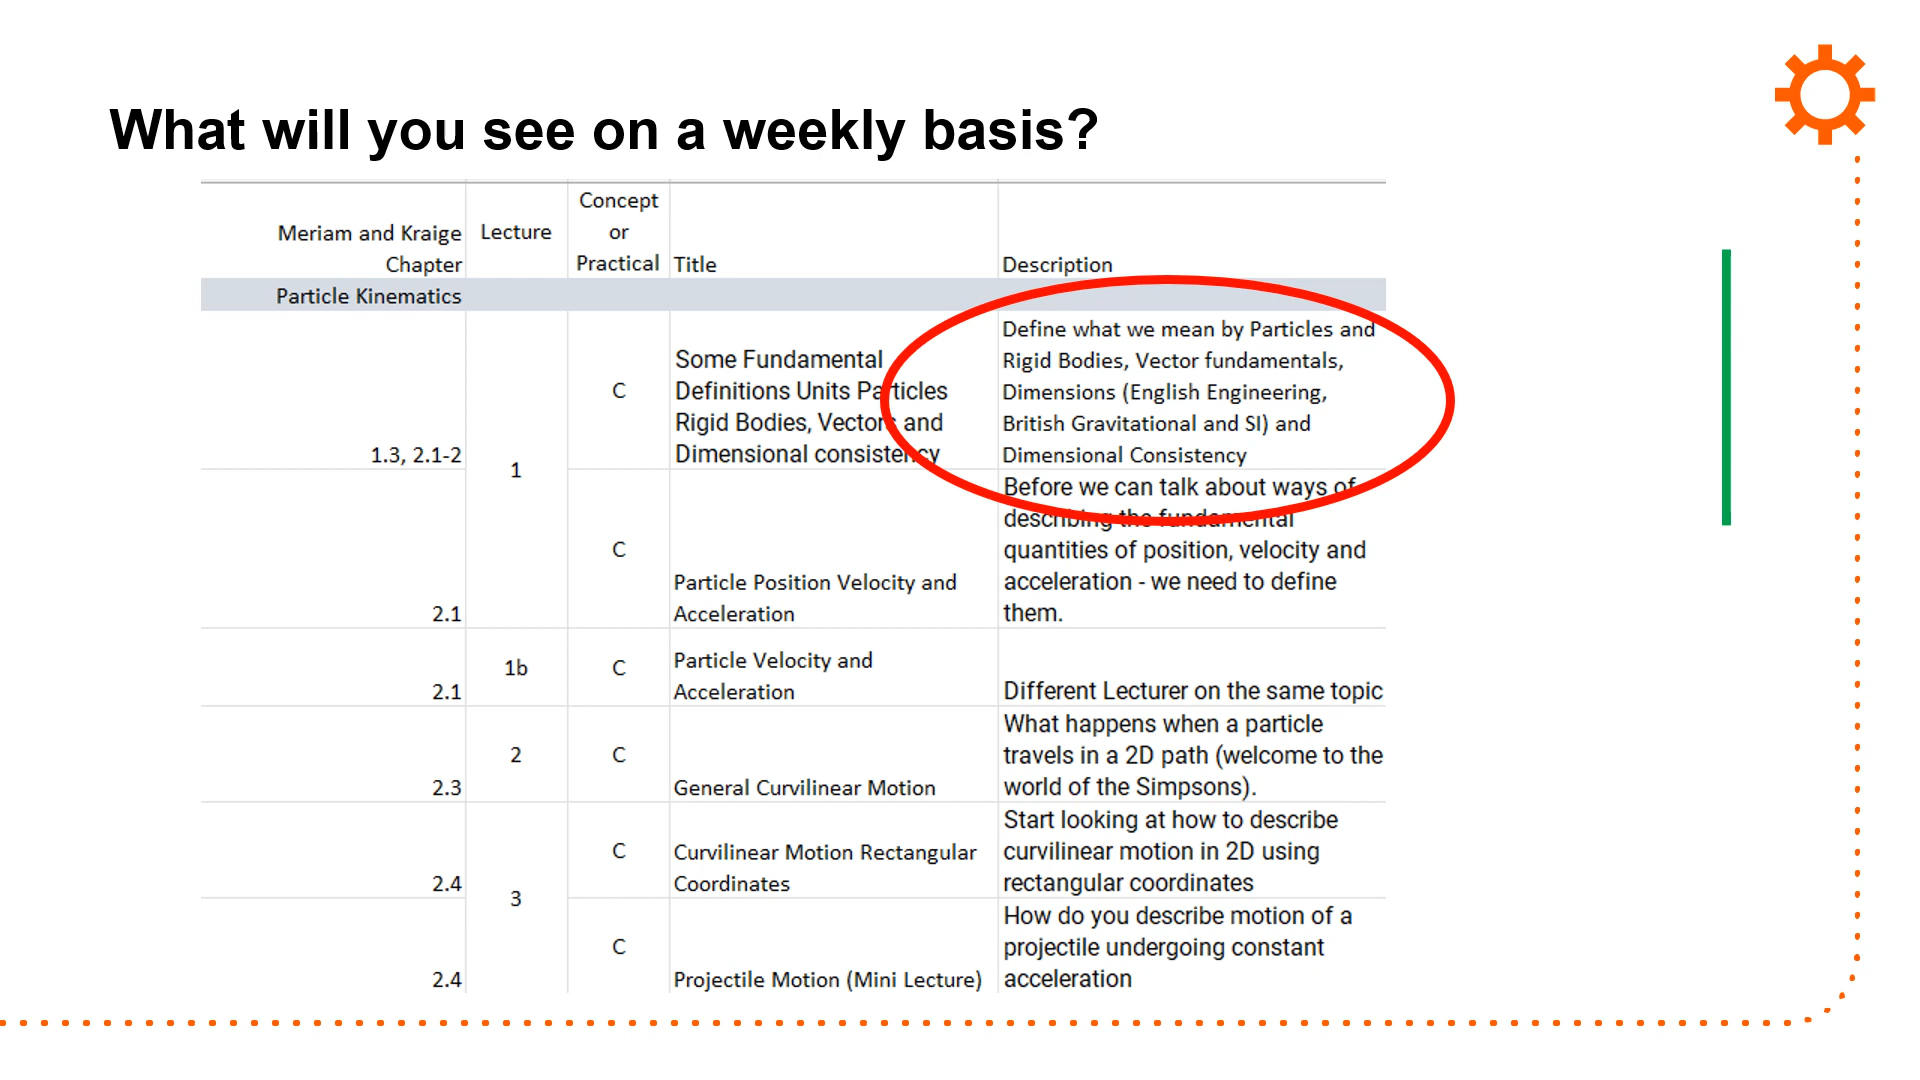 What will you see on a weekly basis?
Meriam and Kraige
Chapter
Lecture
Concept
or
Practical
Title
Description
Particle Kinematics
1.3, 2.1-2
1
C
Some Fundamental
Definitions Units Particles
Rigid Bodies, Vectors and
Dimensional consistency
Define what we mean by Particles and
Rigid Bodies, Vector fundamentals,
Dimensions (English Engineering,
British Gravitational and SI) and
Dimensional Consistency
2.1
C
Particle Position Velocity and
Acceleration
Before we can talk about ways of
describing the fundamental
quantities of position, velocity and
acceleration - we need to define
them.
2.1
1b
C
Particle Velocity and
Acceleration
Different Lecturer on the same topic
2.3
2
C
General Curvilinear Motion
What happens when a particle
travels in a 2D path (welcome to the
world of the Simpsons).
2.4
3
C
Curvilinear Motion Rectangular
Coordinates
Start looking at how to describe
curvilinear motion in 2D using
rectangular coordinates
2.4
C
Projectile Motion (Mini Lecture)
How do you describe motion of a
projectile undergoing constant
acceleration